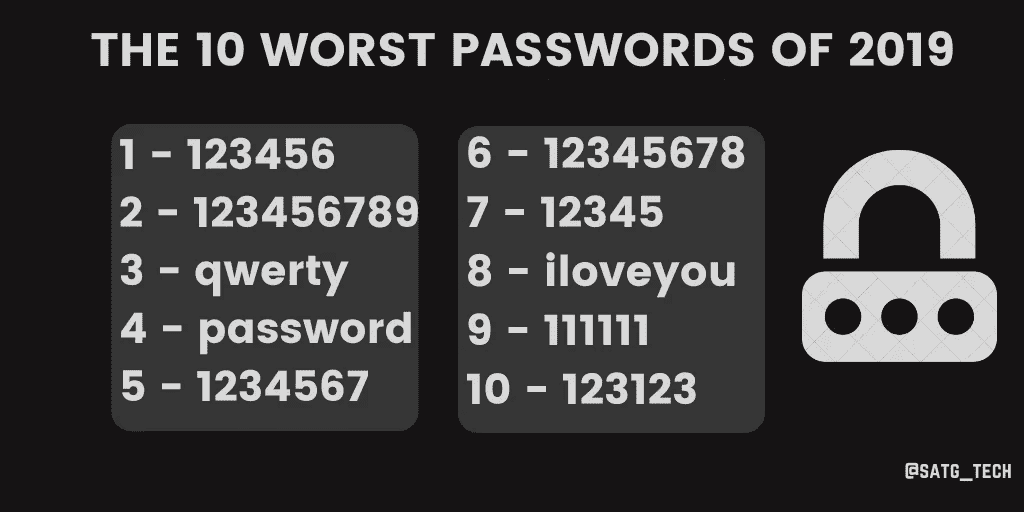 THE 10 WORST PASSWORDS OF 2019
1 - 123456
2 - 123456789
3 - qwerty
4 - password
5 - 1234567
6 - 12345678
7 - 12345
8 - iloveyou
9 - 111111
10 - 123123
@SATG_TECH